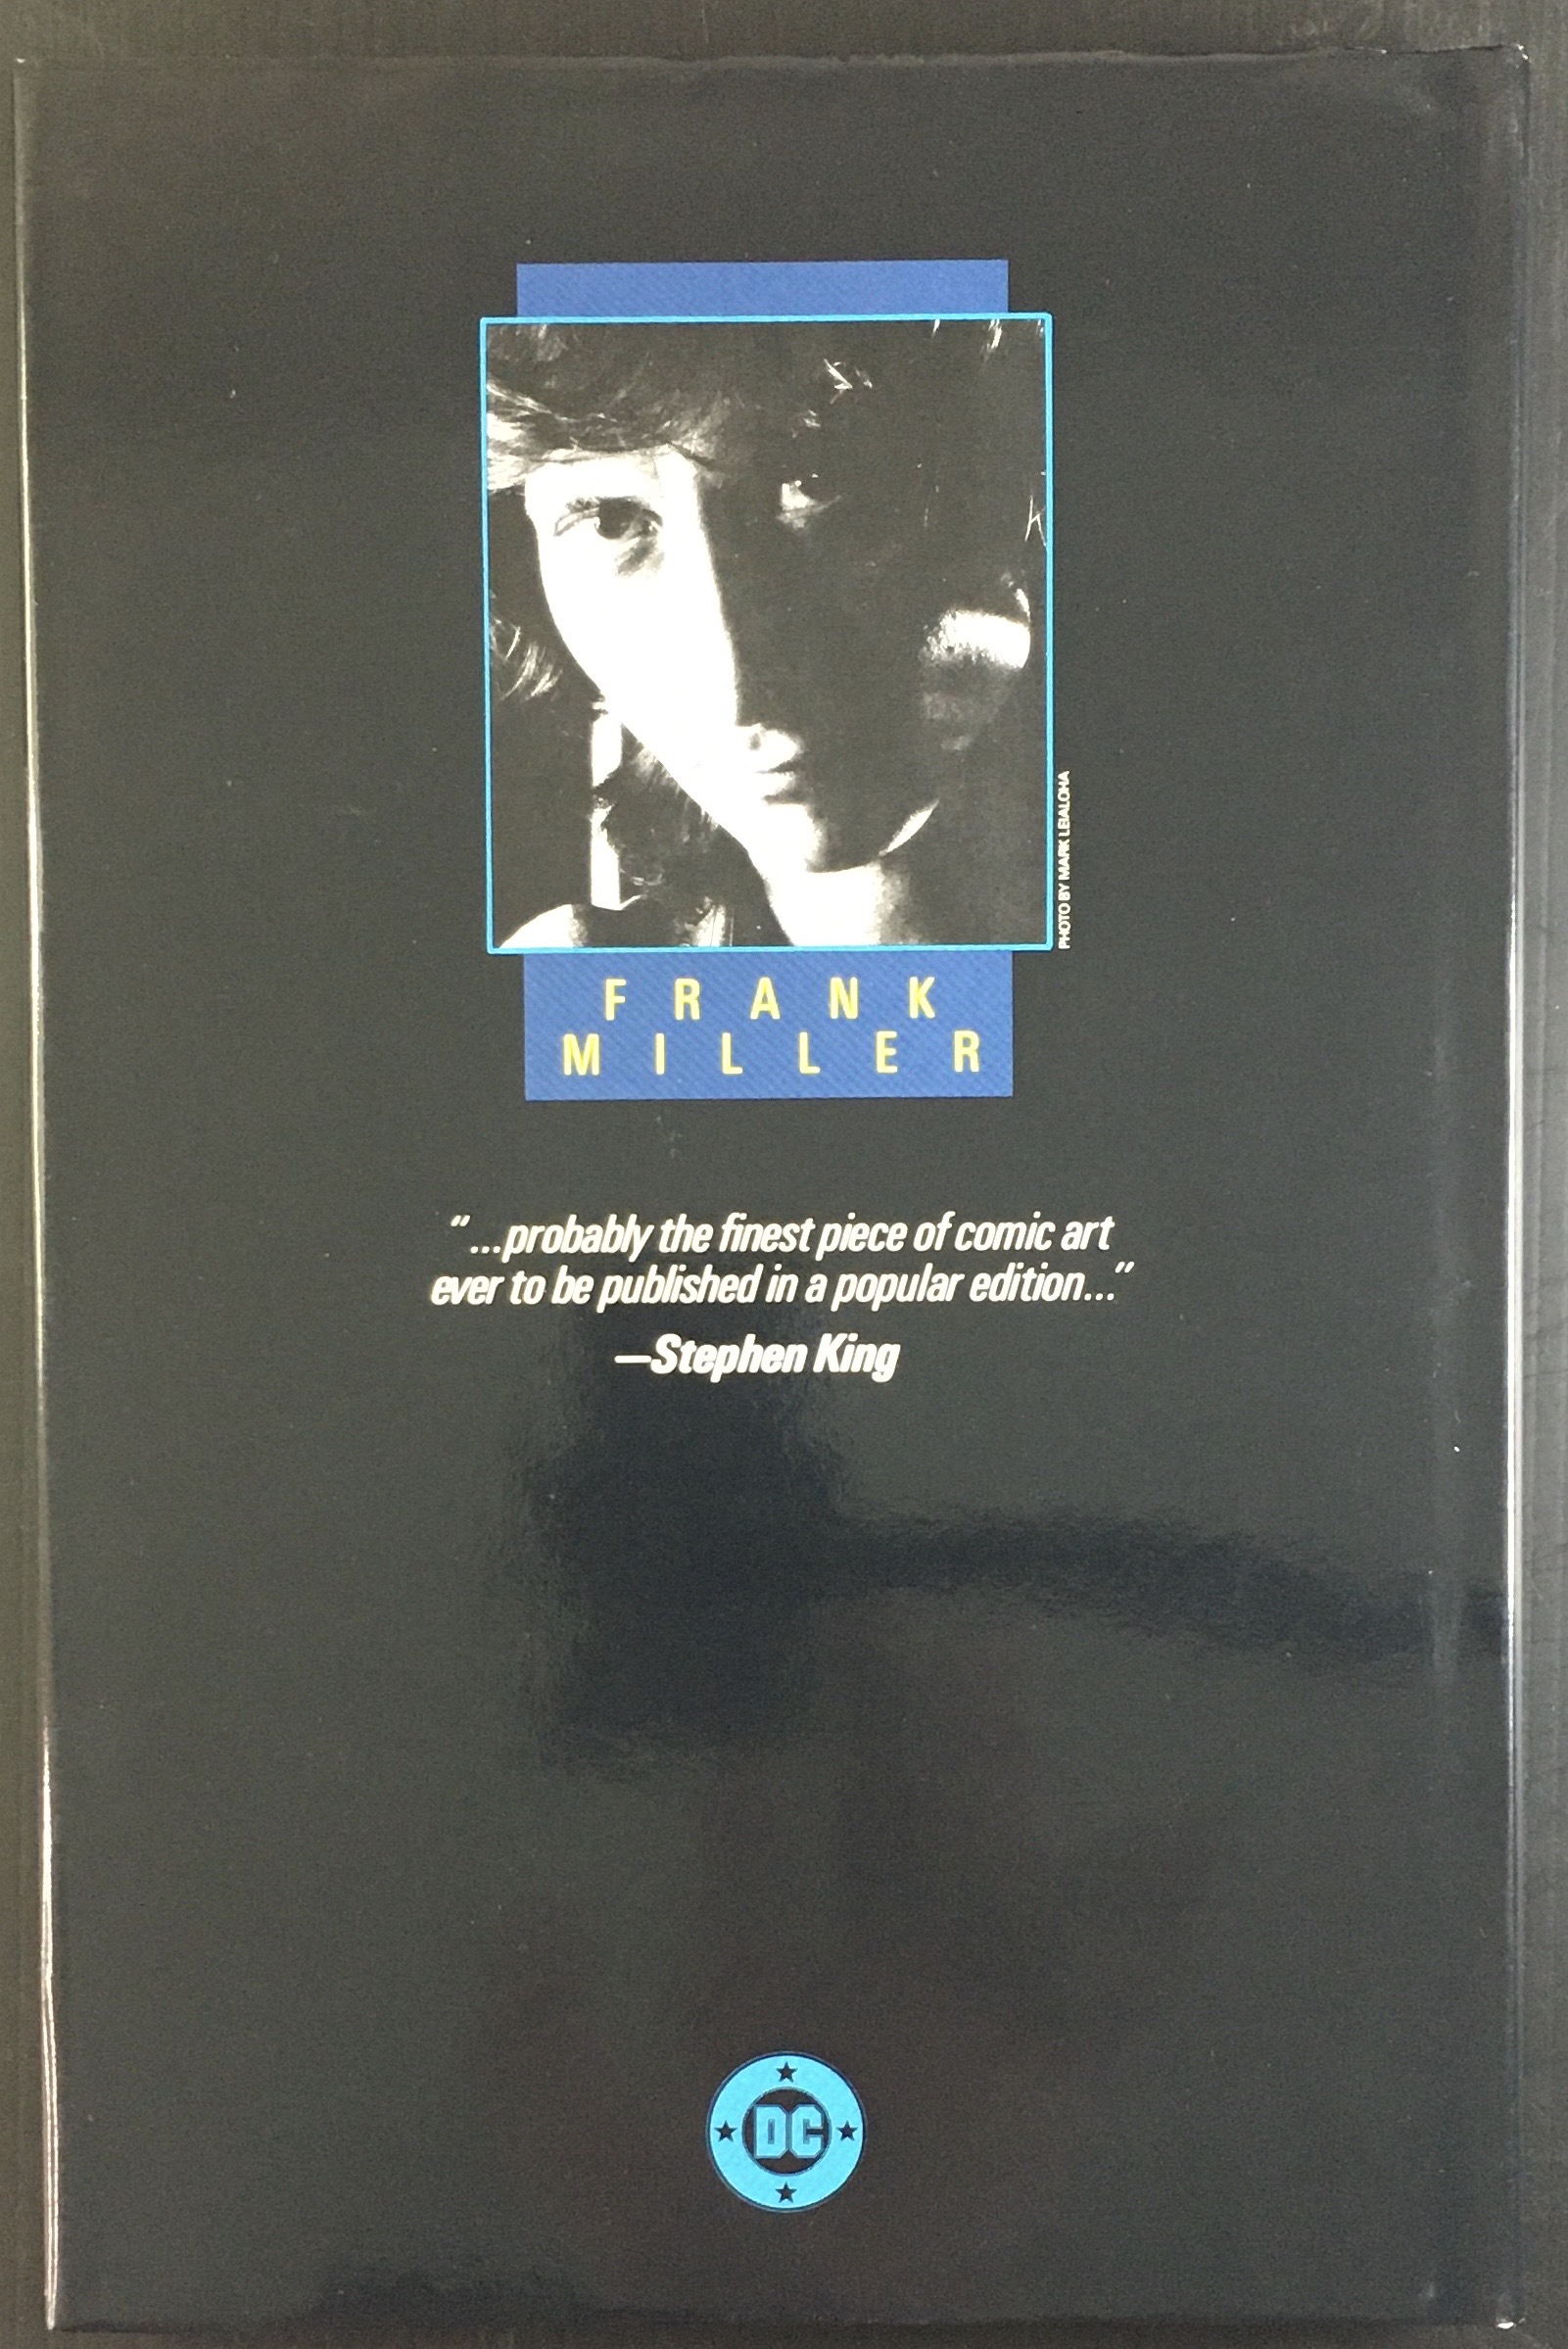 PHOTO BY MARK LEIALOHA
FRANK
MILLER
"...probably the finest piece of comic art
ever to be published in a popular edition..."
—Stephen King
DC